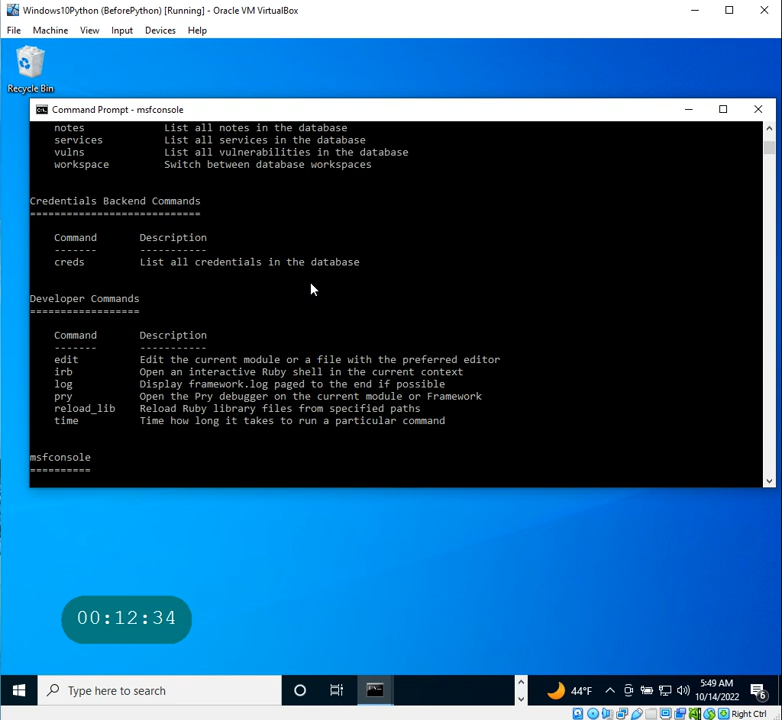 Windows10Python (BeforePython) [Running] - Oracle VM VirtualBox
File Machine View Input Devices Help
Recycle Bin
Command Prompt - msfconsole
notes List all notes in the database
services List all services in the database
vulns List all vulnerabilities in the database
workspace Switch between database workspaces
Credentials Backend Commands
============================
Command Description
------- -----------
creds List all credentials in the database
Developer Commands
==================
Command Description
------- -----------
edit Edit the current module or a file with the preferred editor
irb Open an interactive Ruby shell in the current context
log Display framework.log paged to the end if possible
pry Open the Pry debugger on the current module or Framework
reload_lib Reload Ruby library files from specified paths
time Time how long it takes to run a particular command
msfconsole
==========
00:12:34
Type here to search
44°F
5:49 AM
10/14/2022
6
Right Ctrl